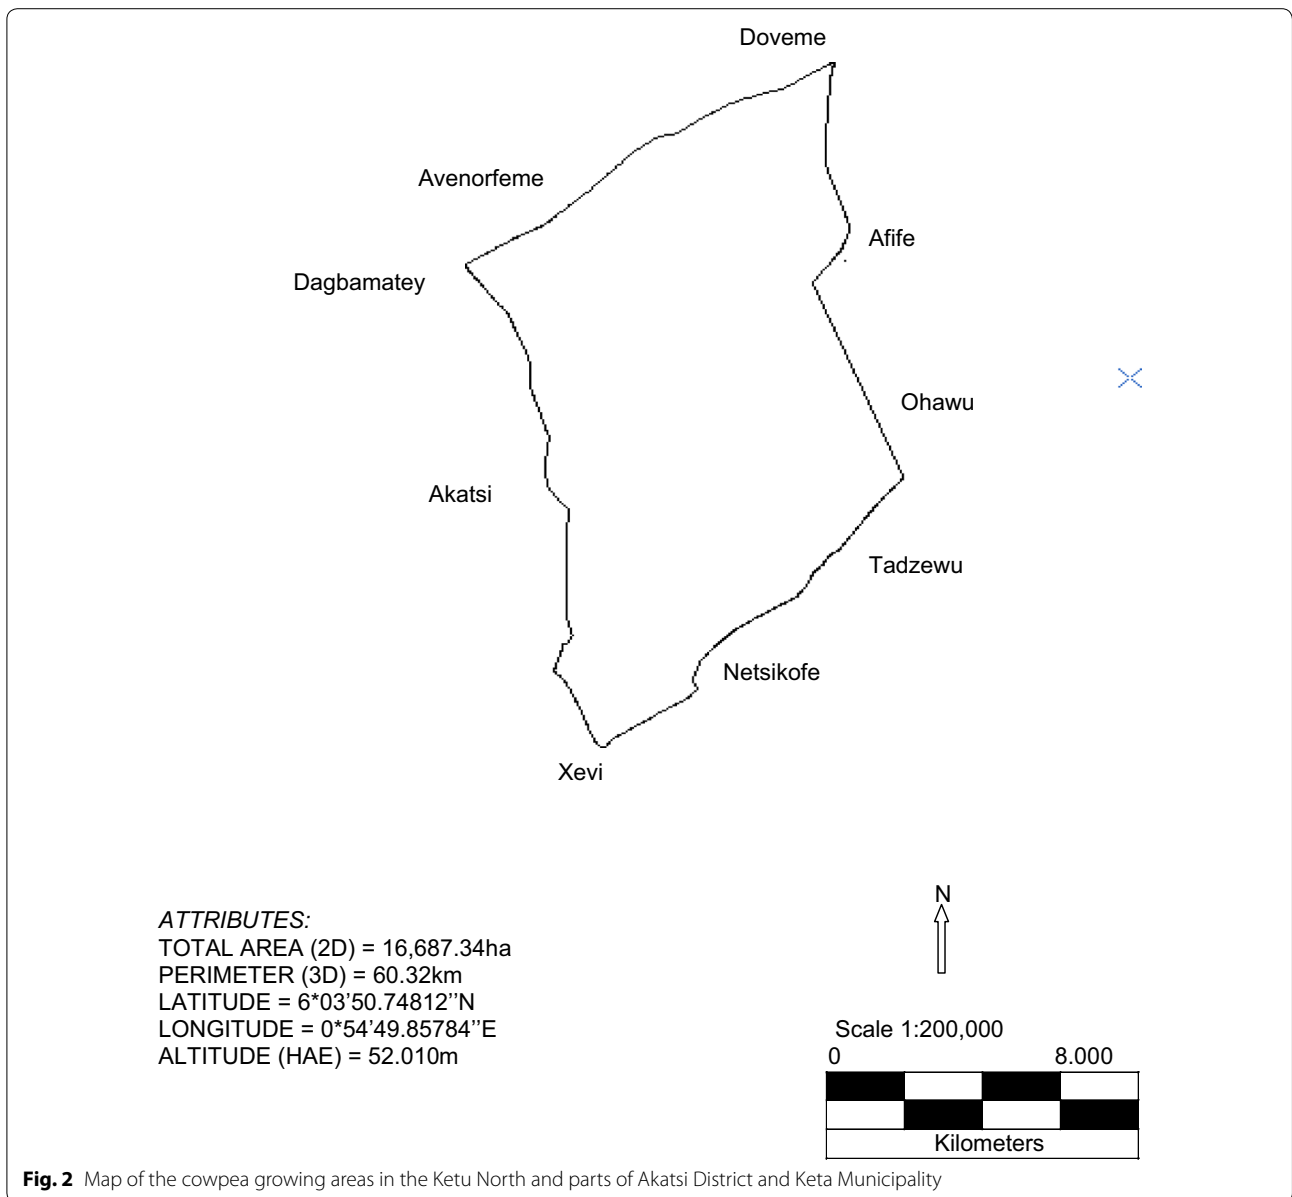 Doveme
Avenorfeme
Afife
Dagbamatey
Ohawu
Akatsi
Tadzewu
Netsikofe
Xevi
N
ATTRIBUTES:
TOTAL AREA (2D) = 16,687.34ha
PERIMETER (3D) = 60.32km
LATITUDE = 6*03’50.74812’’N
LONGITUDE = 0*54’49.85784’’E
ALTITUDE (HAE) = 52.010m
Scale 1:200,000
0 8.000
Kilometers
Fig. 2 Map of the cowpea growing areas in the Ketu North and parts of Akatsi District and Keta Municipality